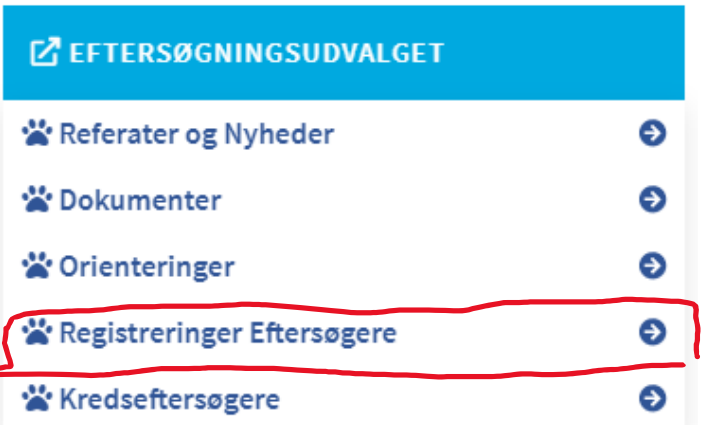 EFTERSØGNINGSUDVALGET
Referater og Nyheder
Dokumenter
Orienteringer
Registreringer Eftersøgere
Kredseftersøgere